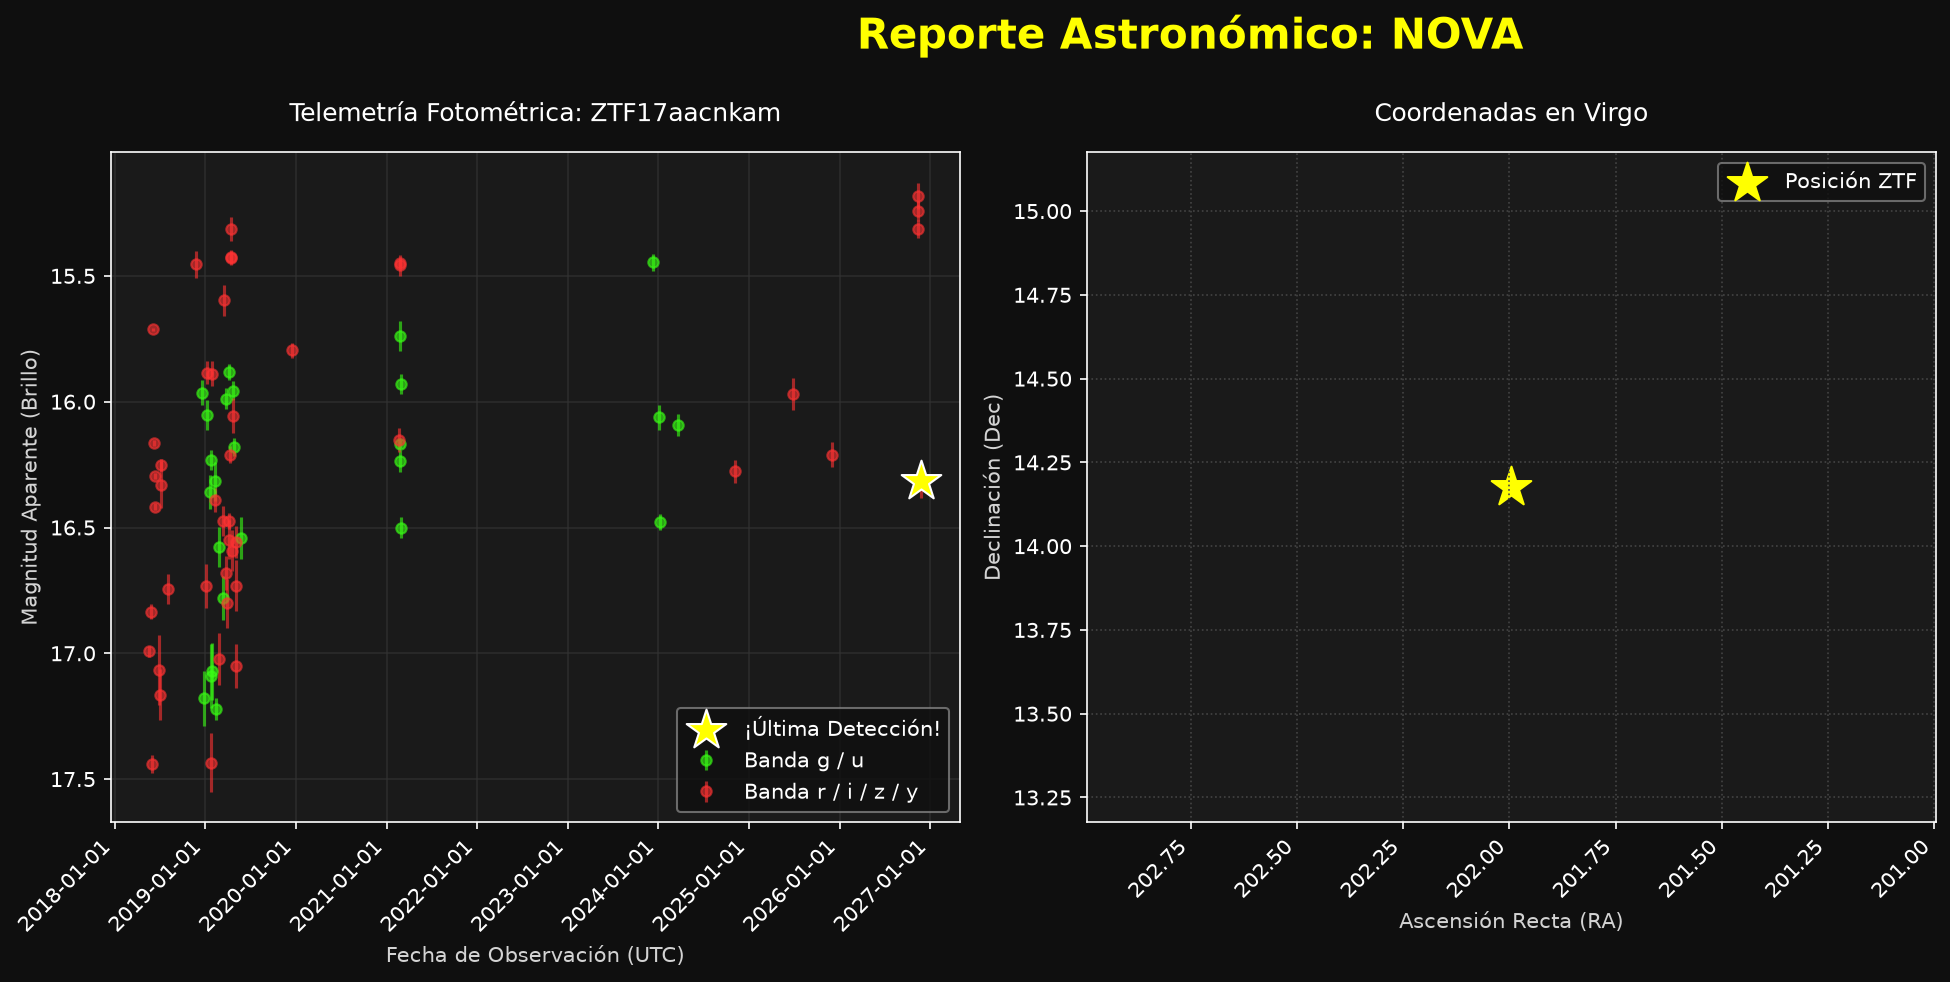 Reporte Astronómico: NOVA
Telemetría Fotométrica: ZTF17aacnkam
Magnitud Aparente (Brillo)
15.5
16.0
16.5
17.0
17.5
¡Última Detección!
Banda g / u
Banda r / i / z / y
2018-01-01
2019-01-01
2020-01-01
2021-01-01
2022-01-01
2023-01-01
2024-01-01
2025-01-01
2026-01-01
2027-01-01
Fecha de Observación (UTC)
Coordenadas en Virgo
Posición ZTF
Declinación (Dec)
15.00
14.75
14.50
14.25
14.00
13.75
13.50
13.25
202.75
202.50
202.25
202.00
201.75
201.50
201.25
201.00
Ascensión Recta (RA)